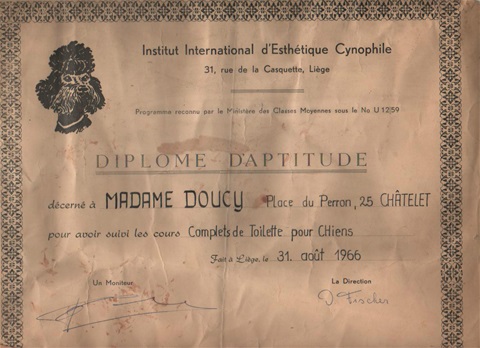 Institut International d'Esthétique Cynophile
31, rue de la Casquette, Liège
Programme reconnu par le Ministère des Classes Moyennes sous le No U 12/59
DIPLOME D'APTITUDE
décerné à MADAME DOUCY Place du Perron, 25 CHÂTELET
pour avoir suivi les cours Complets de Toilette pour Chiens
Fait à Liège, le 31 août 1966
Un Moniteur La Direction
D Fischer